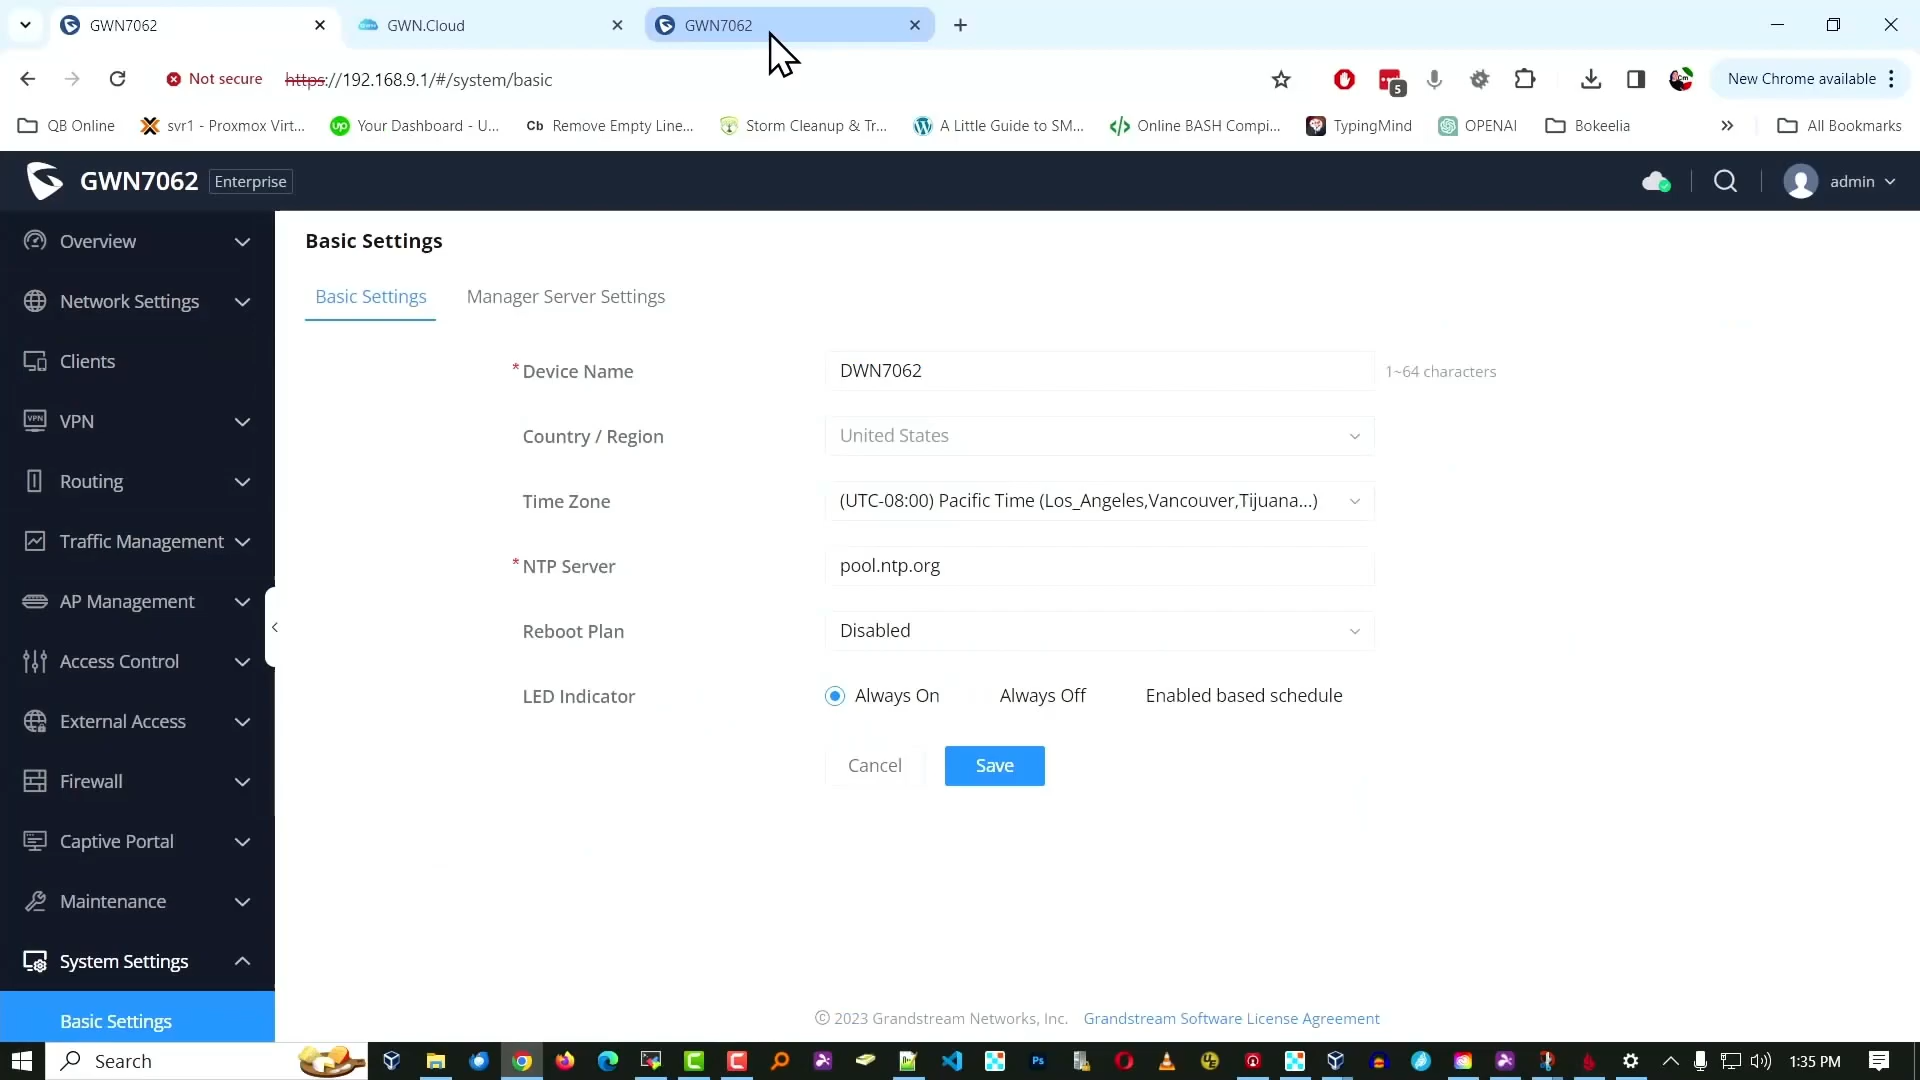 GWN7062
GWN.Cloud
GWN7062
Not secure
https://192.168.9.1/#/system/basic
5
New Chrome available
QB Online
svr1 - Proxmox Virt...
Your Dashboard - U...
Cb Remove Empty Line...
Storm Cleanup & Tr...
A Little Guide to SM...
Online BASH Compi...
TypingMind
OPENAI
Bokeelia
All Bookmarks
GWN7062 Enterprise
admin
Overview
Network Settings
Clients
VPN
Routing
Traffic Management
AP Management
Access Control
External Access
Firewall
Captive Portal
Maintenance
System Settings
Basic Settings
Basic Settings
Basic Settings
Manager Server Settings
* Device Name
DWN7062
1~64 characters
Country / Region
United States
Time Zone
(UTC-08:00) Pacific Time (Los_Angeles,Vancouver,Tijuana...)
* NTP Server
pool.ntp.org
Reboot Plan
Disabled
LED Indicator
Always On
Always Off
Enabled based schedule
Cancel
Save
© 2023 Grandstream Networks, Inc. Grandstream Software License Agreement
Search
Ps
1:35 PM